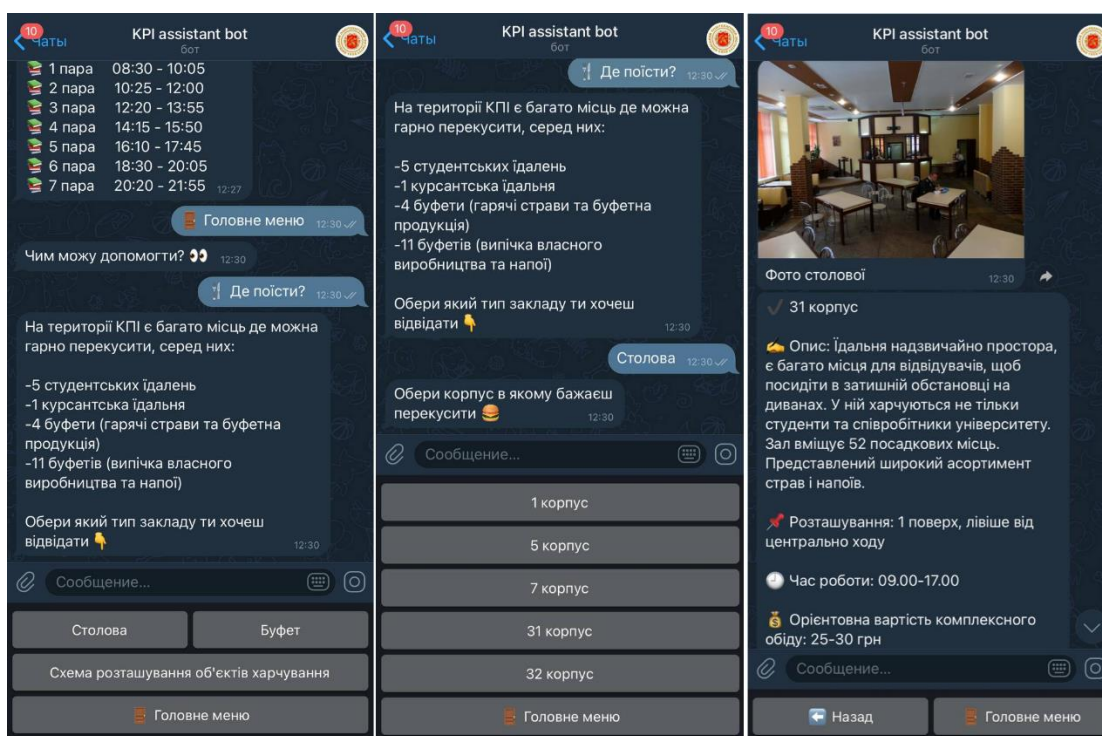 10
Чаты
KPI assistant bot
бот
1 пара 08:30 - 10:05
2 пара 10:25 - 12:00
3 пара 12:20 - 13:55
4 пара 14:15 - 15:50
5 пара 16:10 - 17:45
6 пара 18:30 - 20:05
7 пара 20:20 - 21:55 12:27
Головне меню 12:30
Чим можу допомогти? 👀 12:30
Де поїсти? 12:30
На території КПІ є багато місць де можна
гарно перекусити, серед них:
-5 студентських їдалень
-1 курсантська їдальня
-4 буфети (гарячі страви та буфетна
продукція)
-11 буфетів (випічка власного
виробництва та напої)
Обери який тип закладу ти хочеш
відвідати 👇 12:30
Сообщение...
Столова
Буфет
Схема розташування об'єктів харчування
Головне меню
10
Чаты
KPI assistant bot
бот
Де поїсти? 12:30
На території КПІ є багато місць де можна
гарно перекусити, серед них:
-5 студентських їдалень
-1 курсантська їдальня
-4 буфети (гарячі страви та буфетна
продукція)
-11 буфетів (випічка власного
виробництва та напої)
Обери який тип закладу ти хочеш
відвідати 👇 12:30
Столова 12:30
Обери корпус в якому бажаєш
перекусити 🍔 12:30
Сообщение...
1 корпус
5 корпус
7 корпус
31 корпус
32 корпус
Головне меню
10
Чаты
KPI assistant bot
бот
Фото столової 12:30
✔ 31 корпус
✍ Опис: Їдальня надзвичайно простора,
є багато місця для відвідувачів, щоб
посидіти в затишній обстановці на
диванах. У ній харчуються не тільки
студенти та співробітники університету.
Зал вміщує 52 посадкових місць.
Представлений широкий асортимент
страв і напоїв.
📌 Розташування: 1 поверх, лівіше від
центрально ходу
🕘 Час роботи: 09.00-17.00
💰 Орієнтовна вартість комплексного
обіду: 25-30 грн
Сообщение...
Назад
Головне меню